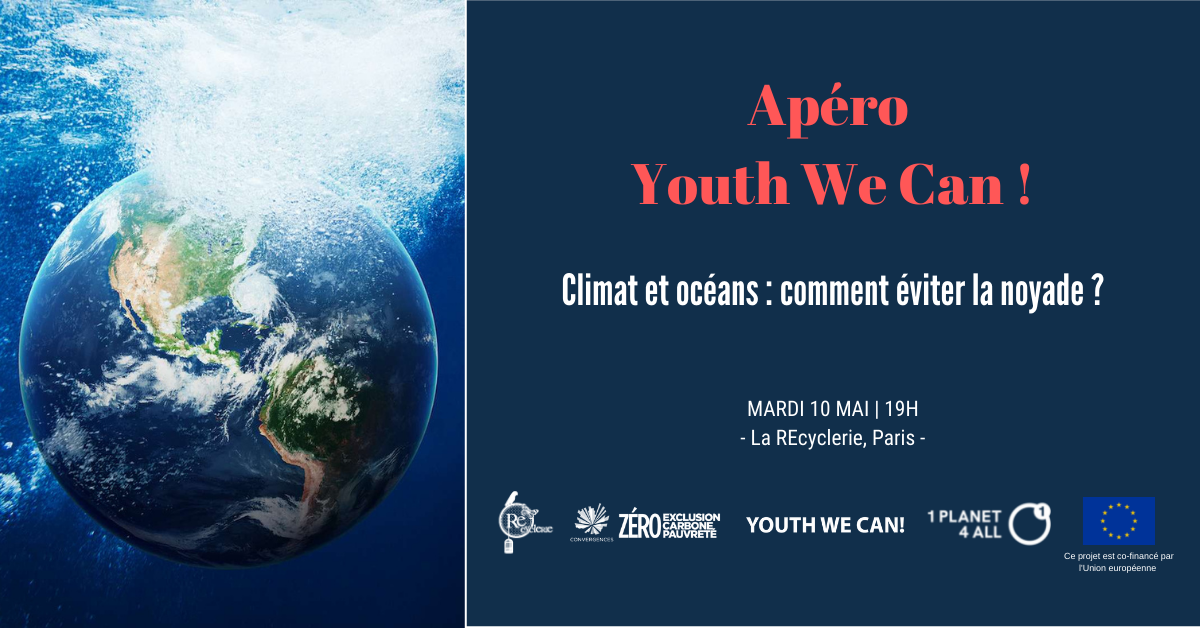 Apéro
Youth We Can !
Climat et océans : comment éviter la noyade ?
MARDI 10 MAI | 19H
- La REcyclerie, Paris -
CONVERGENCES
ZÉRO
EXCLUSION
CARBONE
PAUVRETÉ
YOUTH WE CAN!
1 PLANET
4 ALL
1
Ce projet est co-financé par
l'Union européenne